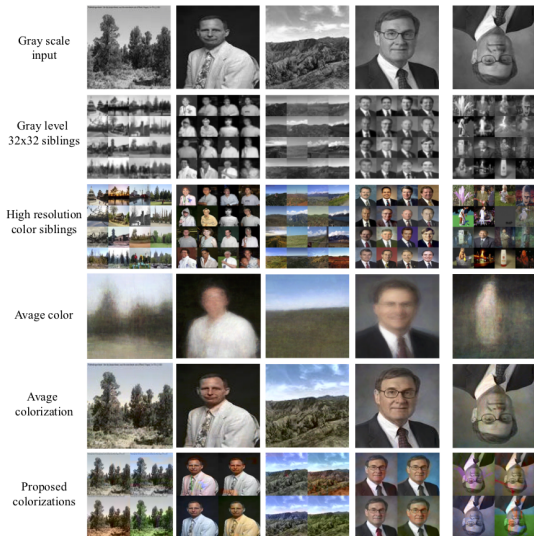 Gray scale
input
Gray level
32x32 siblings
High resolution
color siblings
Avage color
Avage
colorization
Proposed
colorizations